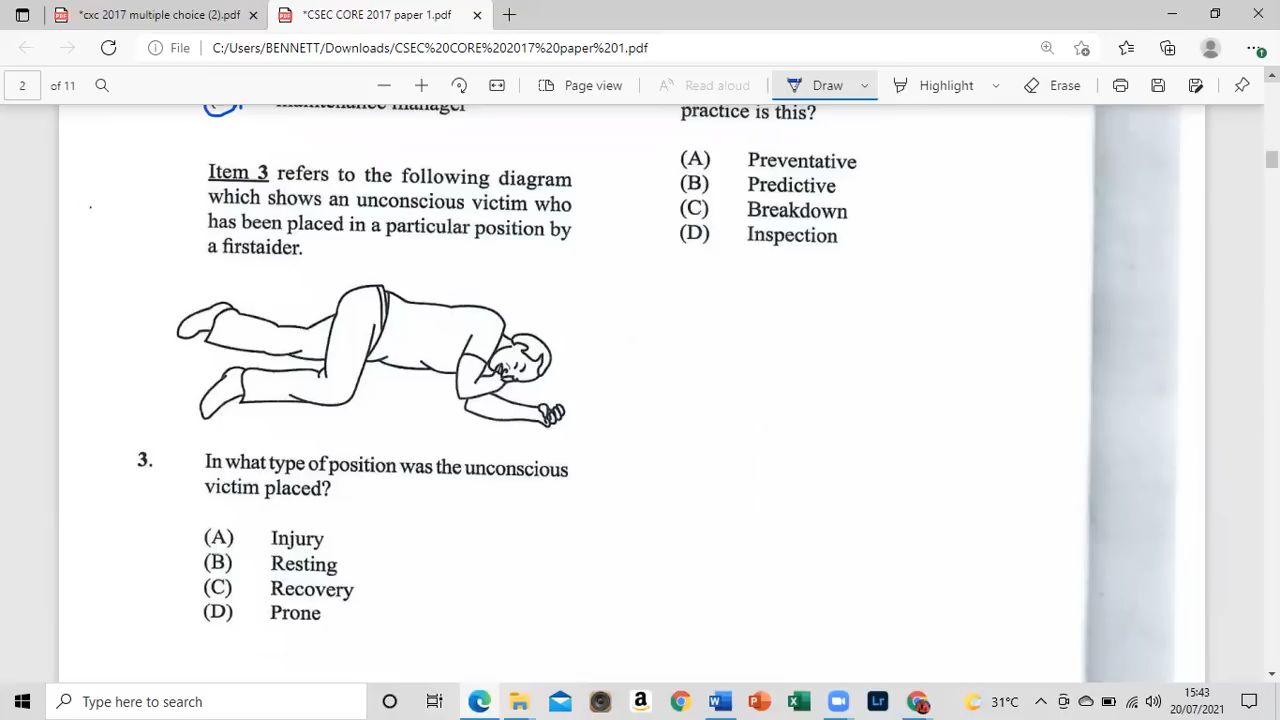 *oxc 2017 multiple choice (2).pdf
*CSEC CORE 2017 paper 1.pdf
File
C:/Users/BENNETT/Downloads/CSEC%20CORE%202017%20paper%201.pdf
2 of 11
Page view
Read aloud
Draw
Highlight
Erase
maintenance manager
Item 3 refers to the following diagram
which shows an unconscious victim who
has been placed in a particular position by
a firstaider.
3. In what type of position was the unconscious
victim placed?
(A) Injury
(B) Resting
(C) Recovery
(D) Prone
practice is this?
(A) Preventative
(B) Predictive
(C) Breakdown
(D) Inspection
Type here to search
31°C
15:43
20/07/2021